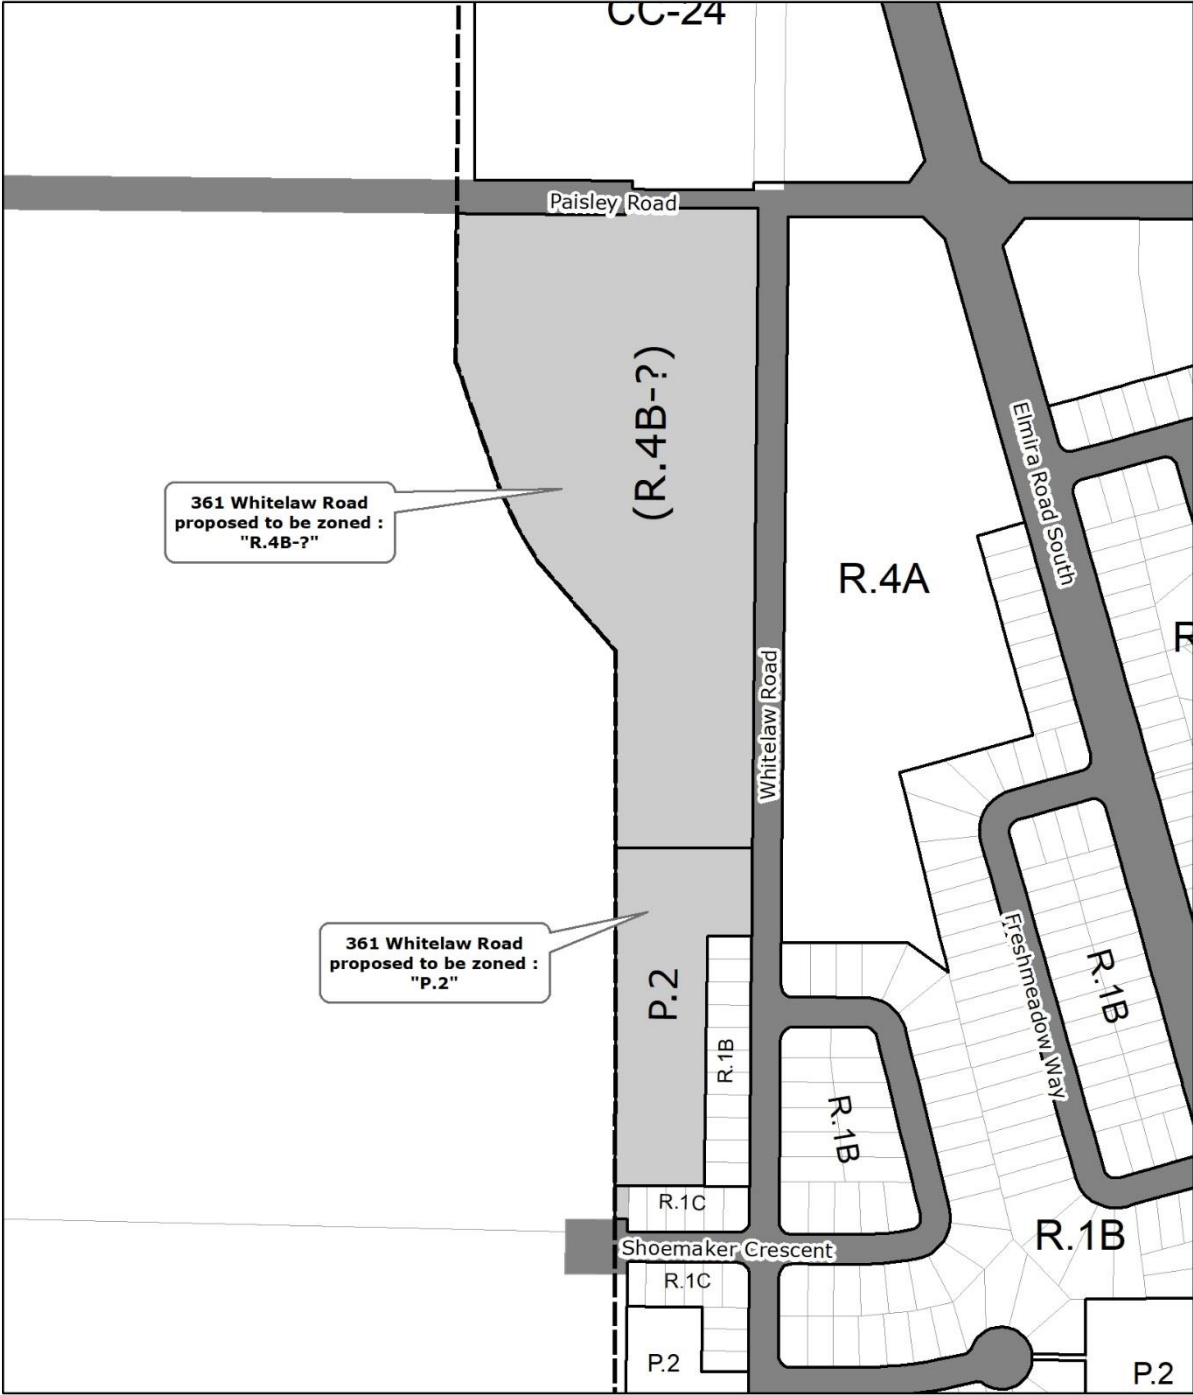 CC-24
Paisley Road
(R.4B-?)
361 Whitelaw Road
proposed to be zoned :
"R.4B-?"
Elmira Road South
R.4A
R
Whitelaw Road
361 Whitelaw Road
proposed to be zoned :
"P.2"
P.2
R.1B
R.1B
Freshmeadow Way
R.1B
R.1C
R.1B
Shoemaker Crescent
R.1C
P.2
P.2